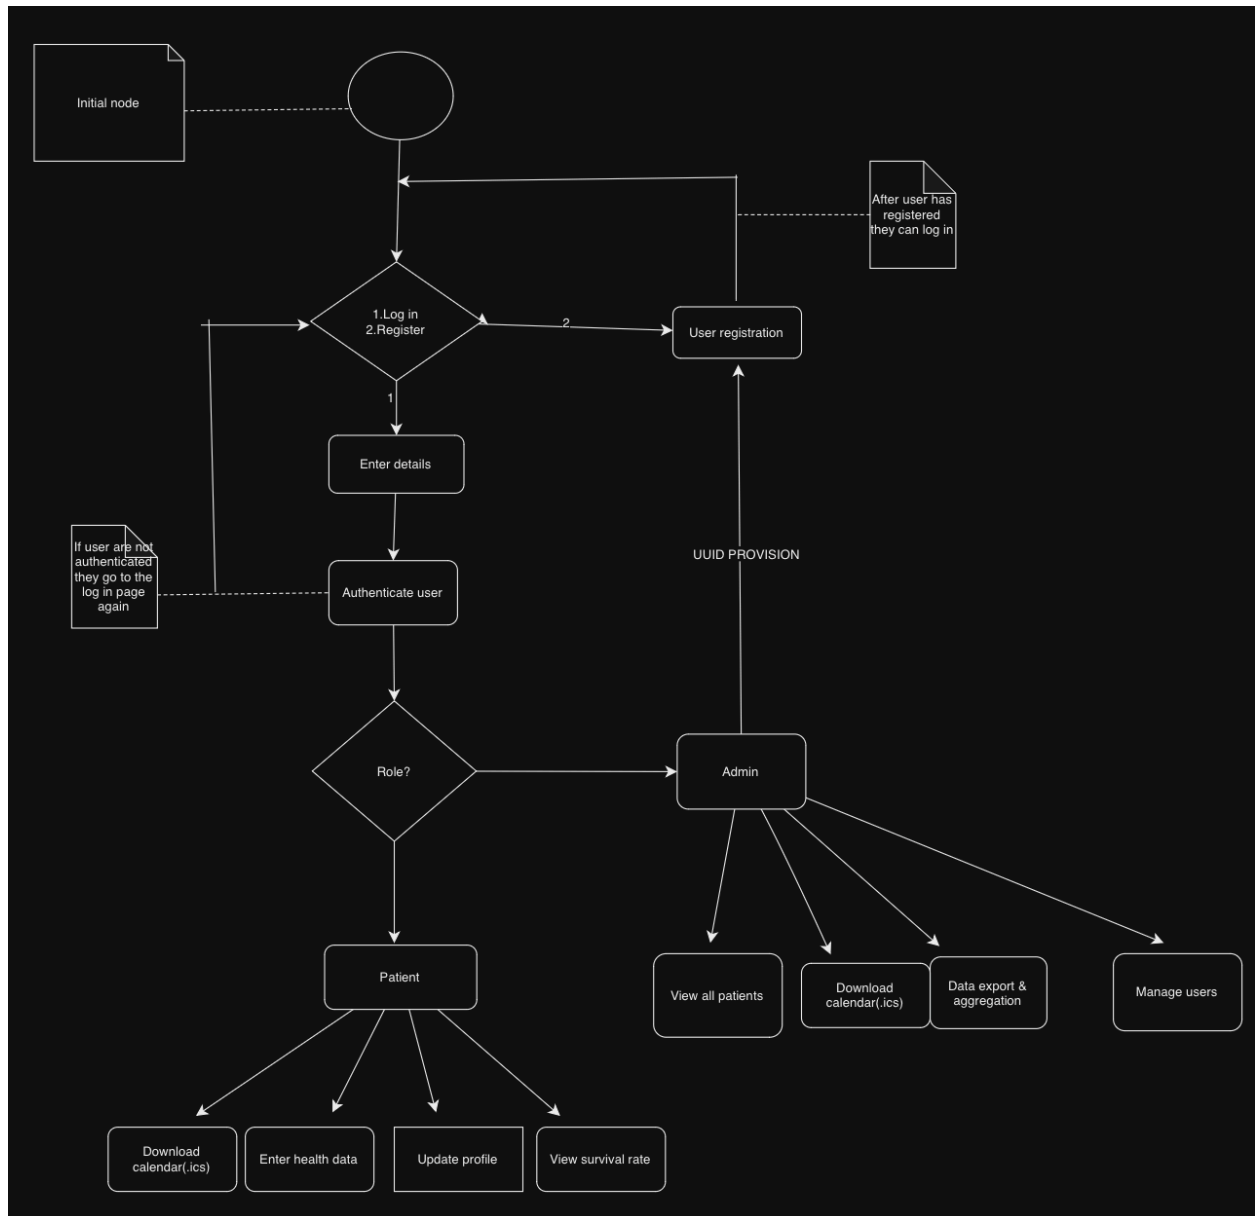 Initial node
After user has
registered
they can log in
1.Log in
2.Register
2
User registration
1
Enter details
If user are not
authenticated
they go to the
log in page
again
UUID PROVISION
Authenticate user
Role?
Admin
Patient
View all patients
Download
calendar(.ics)
Data export &
aggregation
Manage users
Download
calendar(.ics)
Enter health data
Update profile
View survival rate